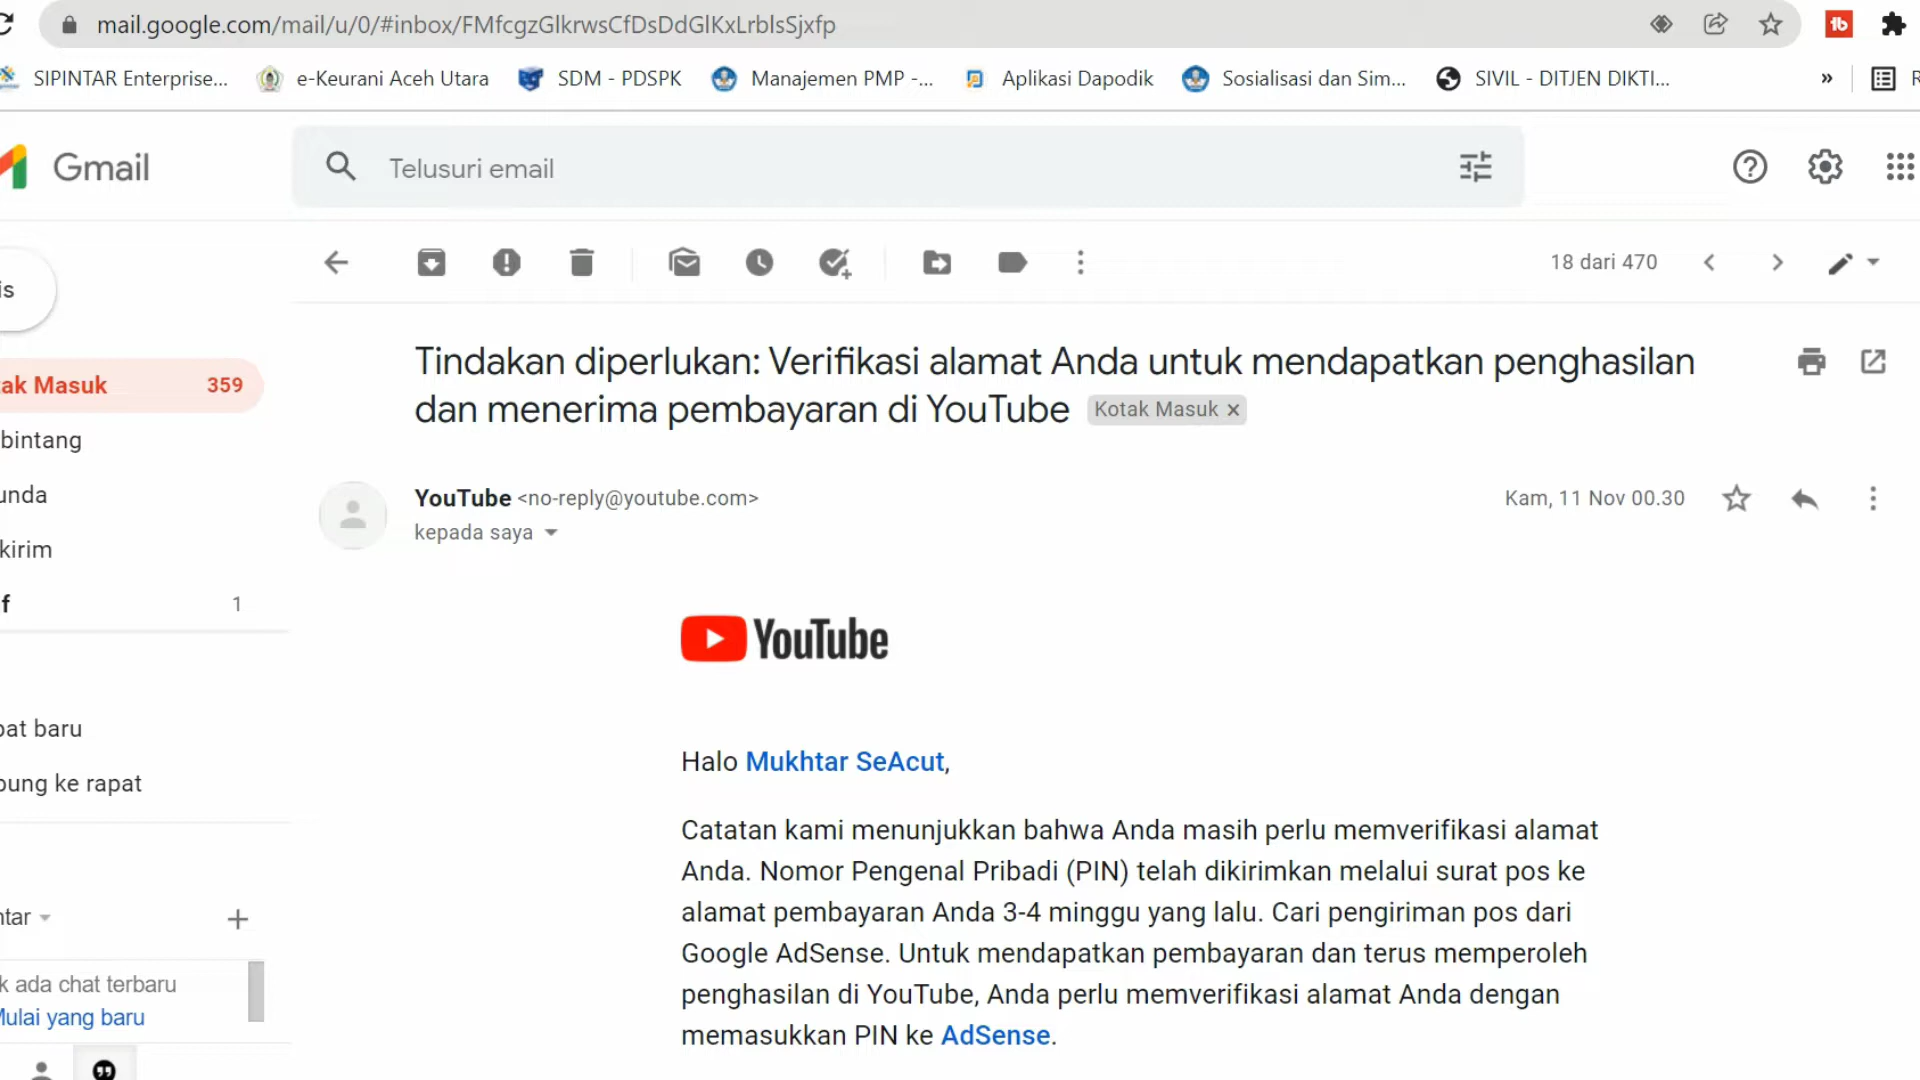 mail.google.com/mail/u/0/#inbox/FMfcgzGlkrwsCfDsDdGlKxLrblsSjxfp
SIPINTAR Enterprise... e-Keurani Aceh Utara SDM - PDSPK Manajemen PMP -... Aplikasi Dapodik Sosialisasi dan Sim... SIVIL - DITJEN DIKTI... »
Gmail Telusuri email
18 dari 470
is
Tindakan diperlukan: Verifikasi alamat Anda untuk mendapatkan penghasilan
dan menerima pembayaran di YouTube Kotak Masuk ×
ak Masuk 359
bintang
unda
kirim
f 1
YouTube <no-reply@youtube.com> Kam, 11 Nov 00.30
kepada saya
YouTube
pat baru
bung ke rapat
Halo Mukhtar SeAcut,
Catatan kami menunjukkan bahwa Anda masih perlu memverifikasi alamat
Anda. Nomor Pengenal Pribadi (PIN) telah dikirimkan melalui surat pos ke
alamat pembayaran Anda 3-4 minggu yang lalu. Cari pengiriman pos dari
Google AdSense. Untuk mendapatkan pembayaran dan terus memperoleh
penghasilan di YouTube, Anda perlu memverifikasi alamat Anda dengan
memasukkan PIN ke AdSense.
ntar +
k ada chat terbaru
Mulai yang baru